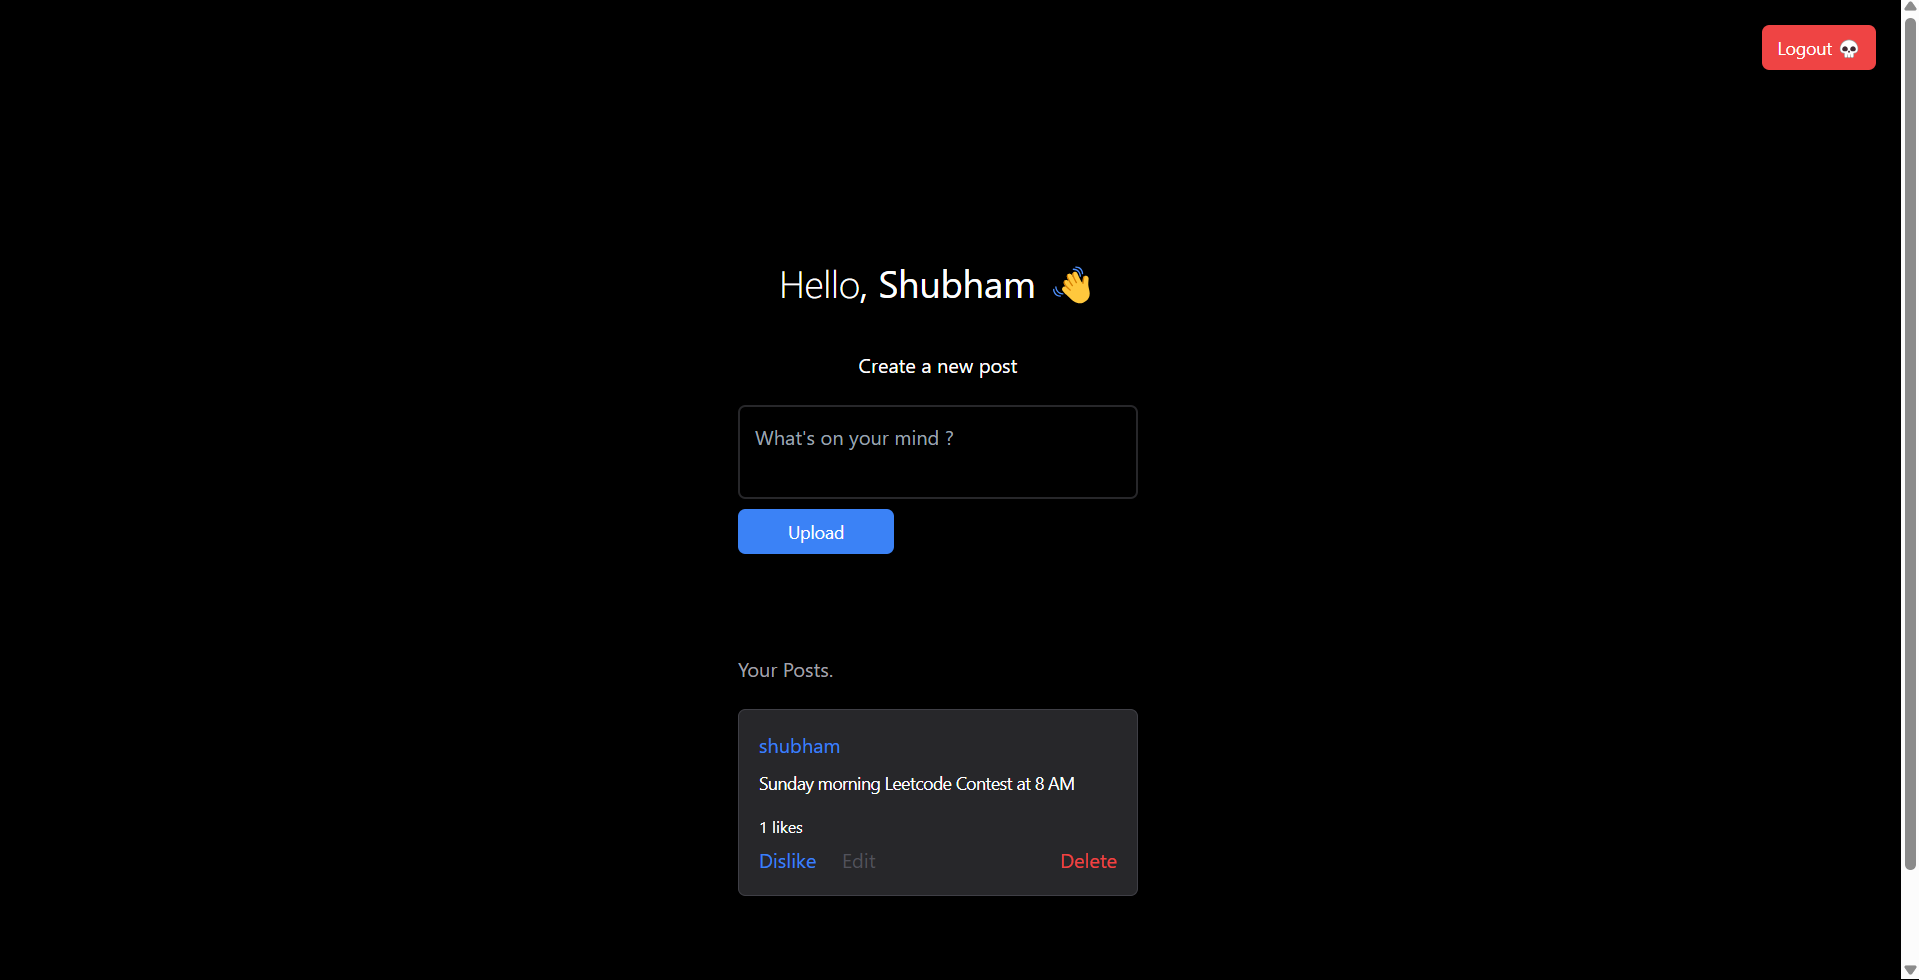 Logout 💀
Hello, Shubham 👋
Create a new post
What's on your mind ?
Upload
Your Posts.
shubham
Sunday morning Leetcode Contest at 8 AM
1 likes
Dislike Edit Delete